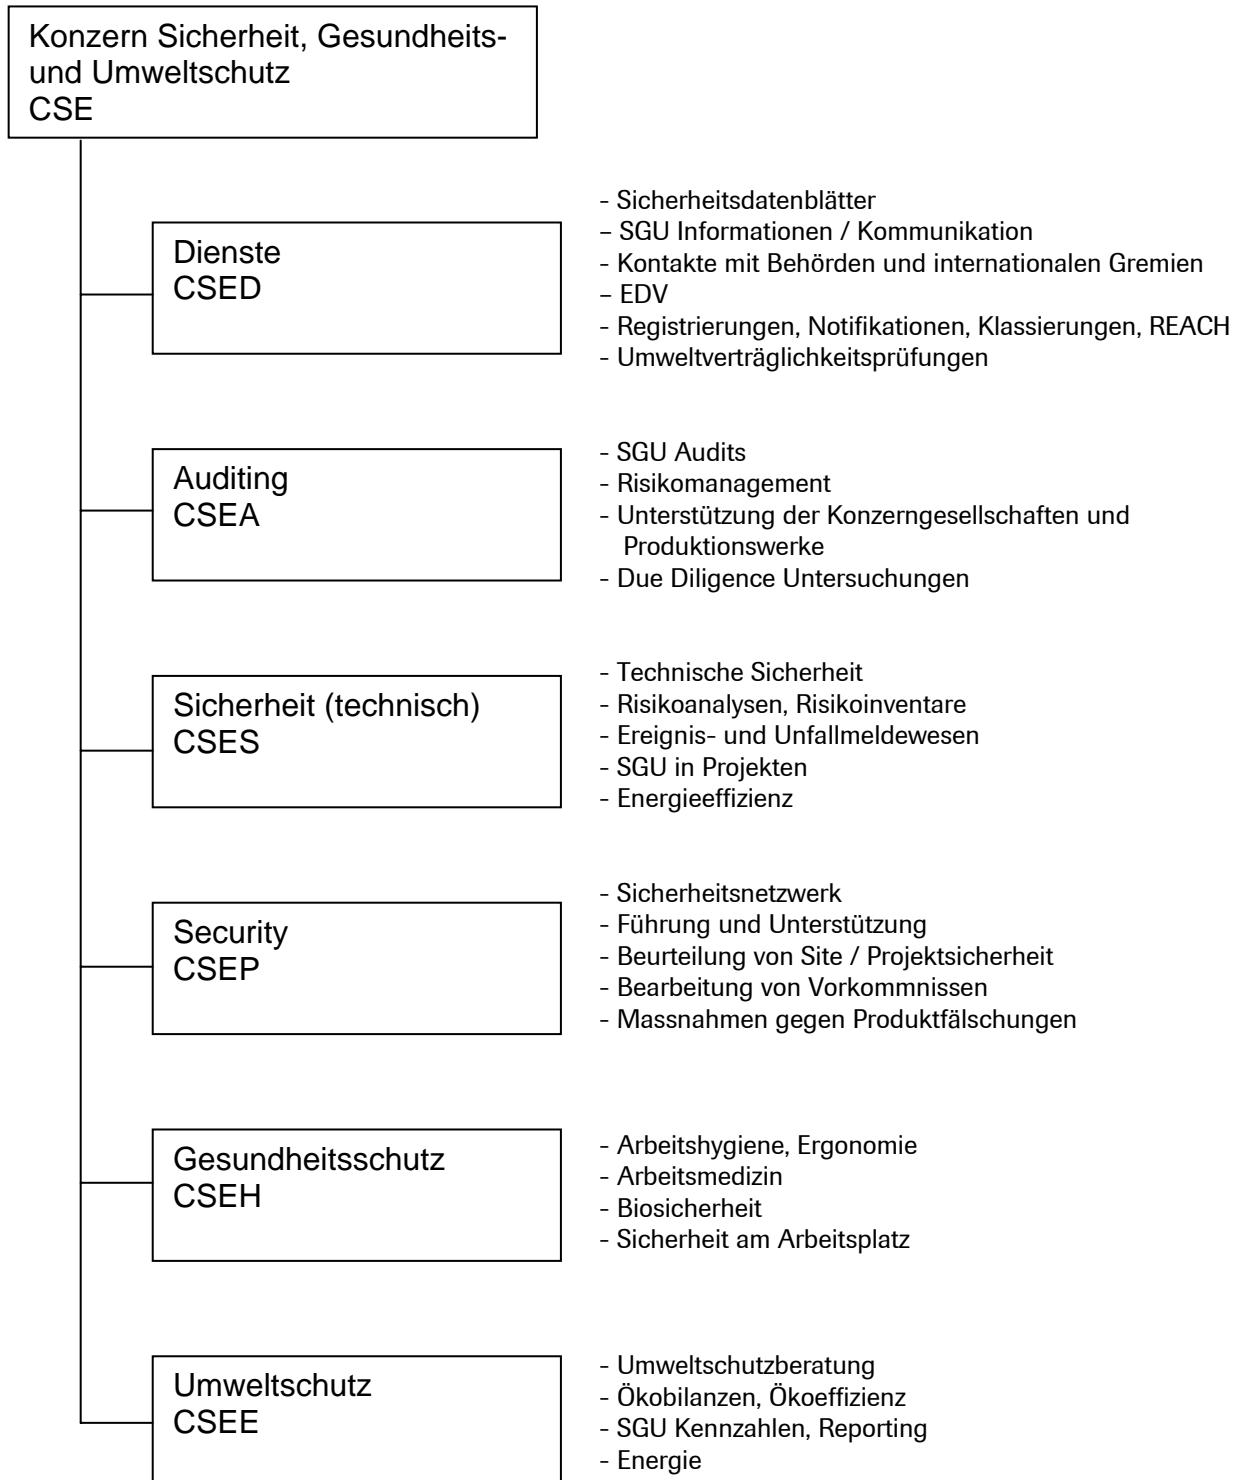 Konzern Sicherheit, Gesundheits-
und Umweltschutz
CSE
Dienste
CSED
- Sicherheitsdatenblätter
– SGU Informationen / Kommunikation
- Kontakte mit Behörden und internationalen Gremien
– EDV
- Registrierungen, Notifikationen, Klassierungen, REACH
- Umweltverträglichkeitsprüfungen
Auditing
CSEA
- SGU Audits
- Risikomanagement
- Unterstützung der Konzerngesellschaften und
Produktionswerke
- Due Diligence Untersuchungen
Sicherheit (technisch)
CSES
- Technische Sicherheit
- Risikoanalysen, Risikoinventare
- Ereignis- und Unfallmeldewesen
- SGU in Projekten
- Energieeffizienz
Security
CSEP
- Sicherheitsnetzwerk
- Führung und Unterstützung
- Beurteilung von Site / Projektsicherheit
- Bearbeitung von Vorkommnissen
- Massnahmen gegen Produktfälschungen
Gesundheitsschutz
CSEH
- Arbeitshygiene, Ergonomie
- Arbeitsmedizin
- Biosicherheit
- Sicherheit am Arbeitsplatz
Umweltschutz
CSEE
- Umweltschutzberatung
- Ökobilanzen, Ökoeffizienz
- SGU Kennzahlen, Reporting
- Energie